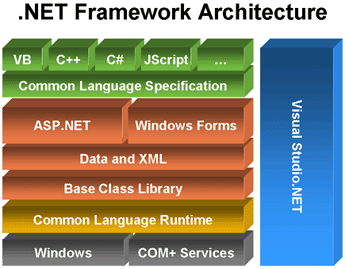 .NET Framework Architecture
VB C++ C# JScript ...
Common Language Specification
ASP.NET Windows Forms
Data and XML
Base Class Library
Common Language Runtime
Windows COM+ Services
Visual Studio.NET